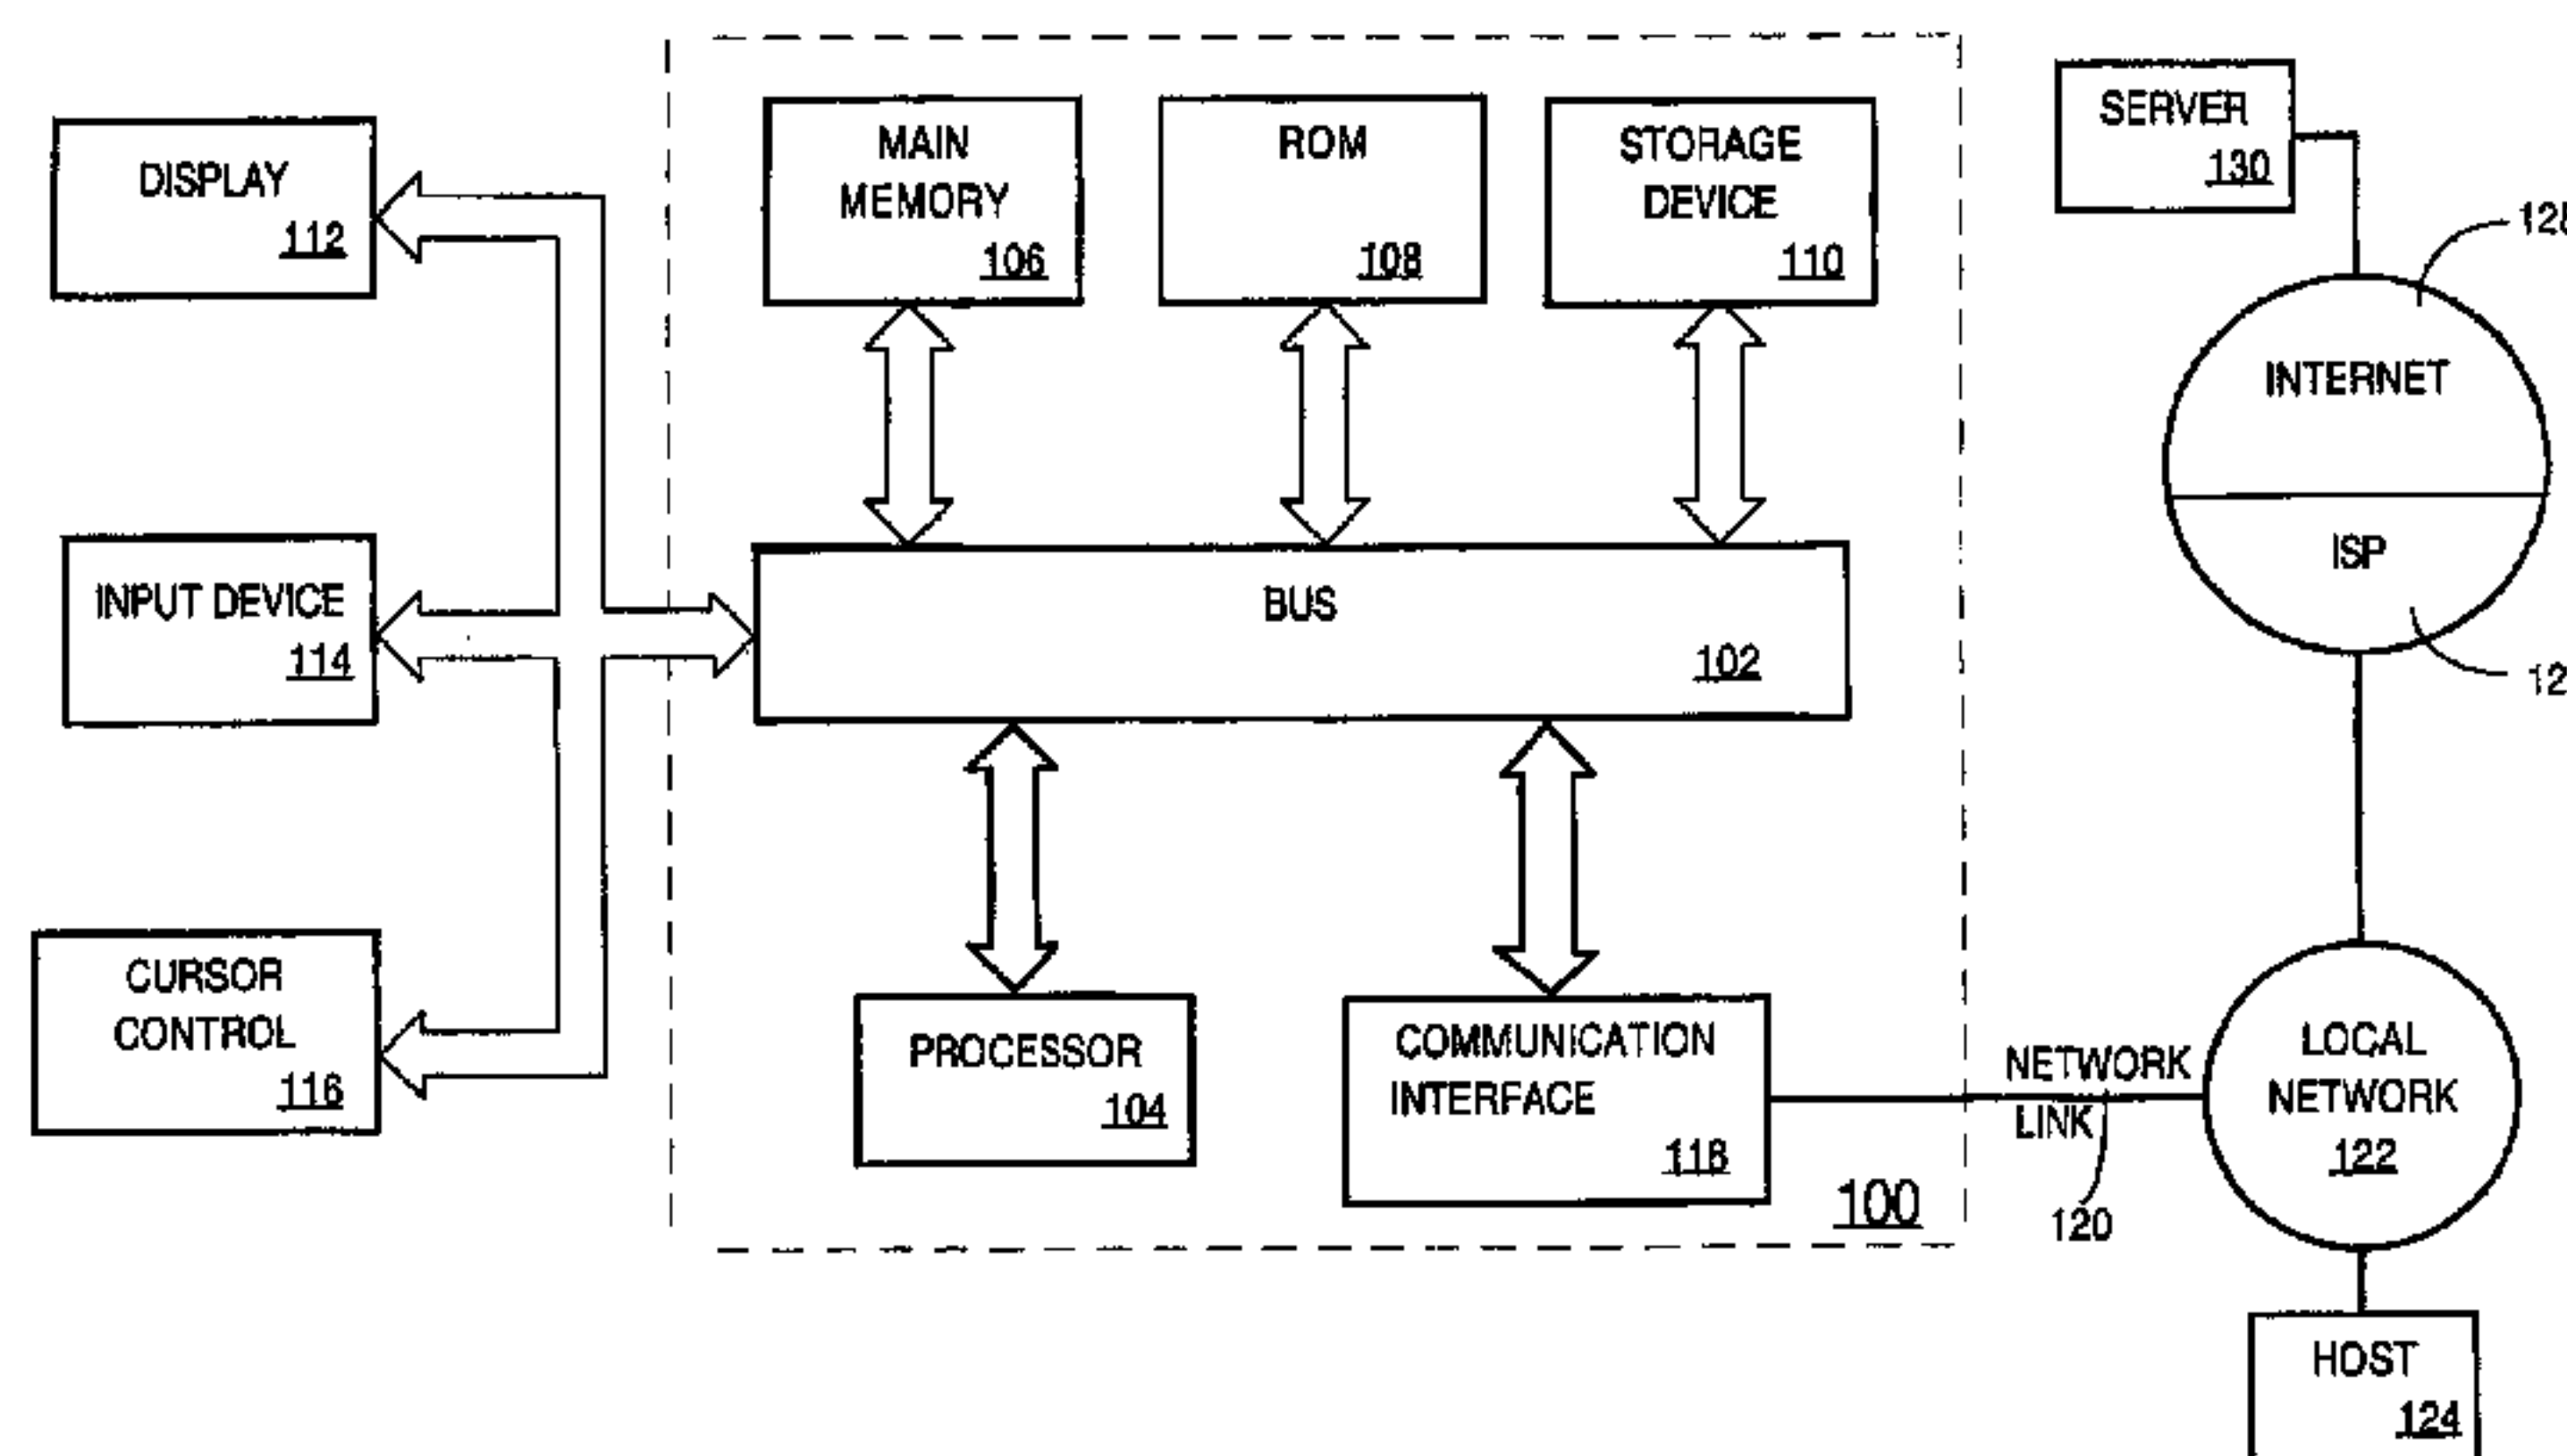 DISPLAY
112
INPUT DEVICE
114
CURSOR
CONTROL
116
MAIN
MEMORY
106
ROM
108
STORAGE
DEVICE
110
BUS
102
PROCESSOR
104
COMMUNICATION
INTERFACE
118
100
SERVER
130
INTERNET
ISP
NETWORK
LINK
120
LOCAL
NETWORK
122
HOST
124